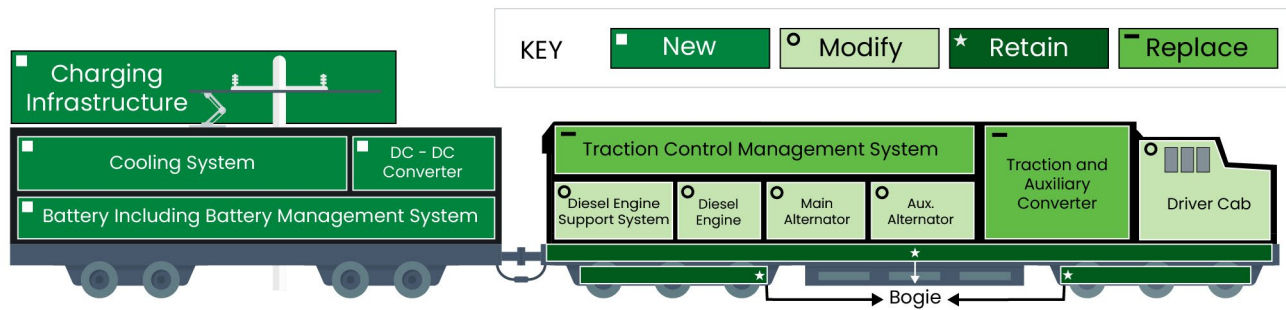 KEY
New
Modify
Retain
Replace
Charging
Infrastructure
Cooling System
DC - DC
Converter
Battery Including Battery Management System
Traction Control Management System
Diesel Engine
Support System
Diesel
Engine
Main
Alternator
Aux.
Alternator
Traction and
Auxiliary
Converter
Driver Cab
Bogie